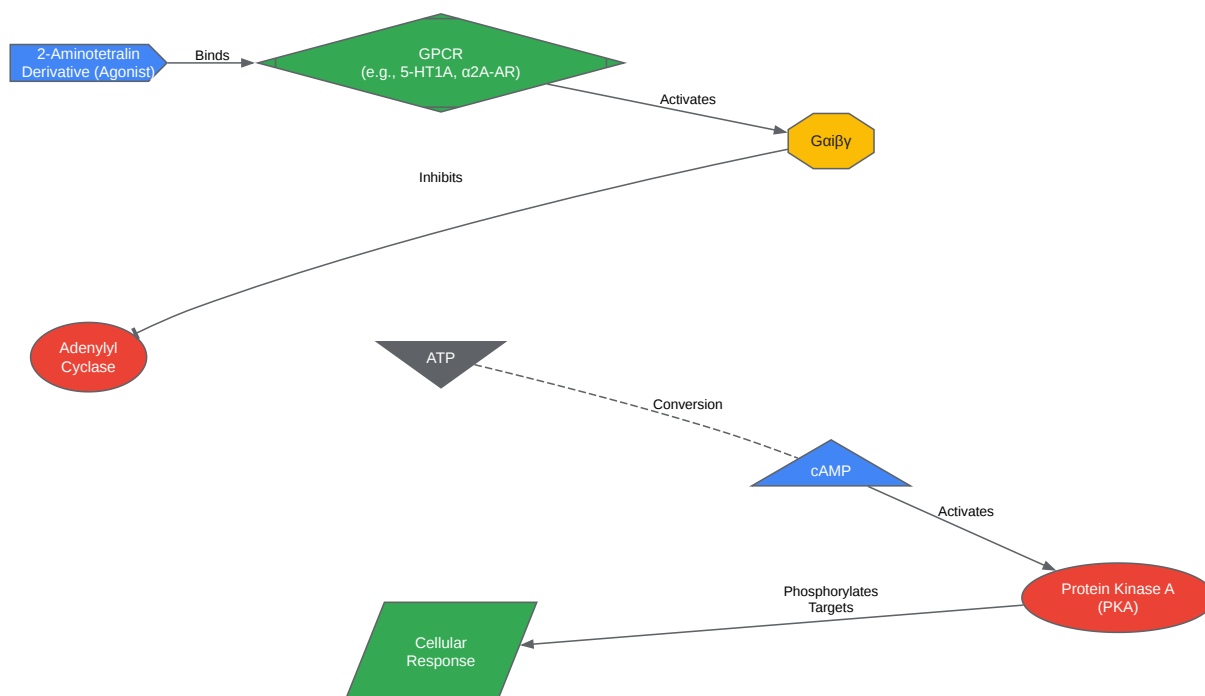 2-Aminotetralin
Derivative (Agonist)
Binds
GPCR
(e.g., 5-HT1A, α2A-AR)
Activates
Gαiβγ
Inhibits
Adenylyl
Cyclase
ATP
Conversion
cAMP
Activates
Protein Kinase A
(PKA)
Phosphorylates
Targets
Cellular
Response